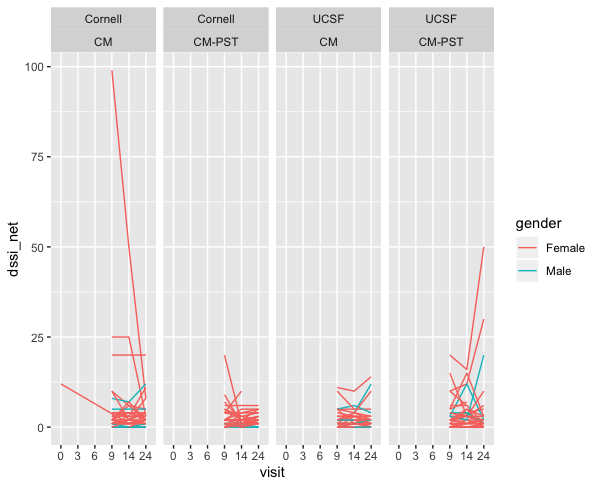 Cornell Cornell UCSF UCSF
CM CM-PST CM CM-PST
100
75
50
25
0
dssi_net
0 3 6 9 14 24 0 3 6 9 14 24 0 3 6 9 14 24 0 3 6 9 14 24
visit
gender
Female
Male